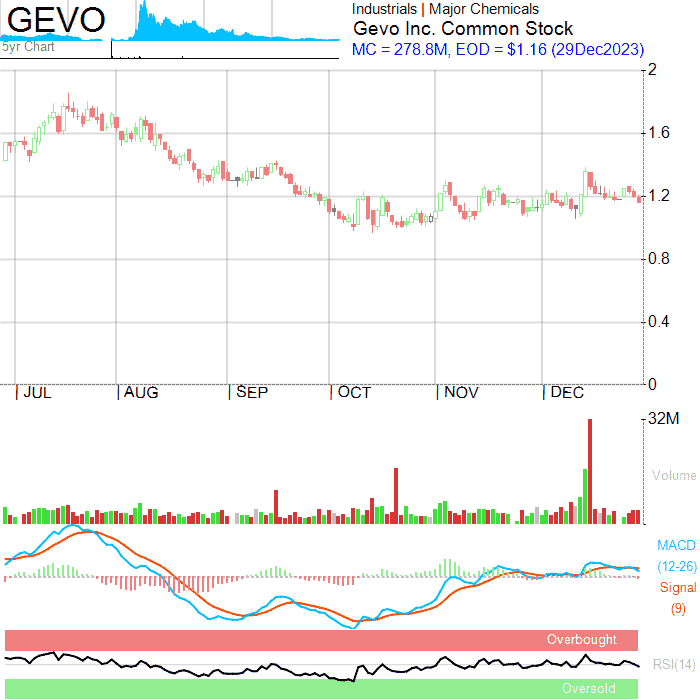 GEVO
5yr Chart
Industrials | Major Chemicals
Gevo Inc. Common Stock
MC = 278.8M, EOD = $1.16 (29Dec2023)
2
1.6
1.2
0.8
0.4
0
JUL AUG SEP OCT NOV DEC
32M
Volume
MACD
(12-26)
Signal
(9)
Overbought
RSI(14)
Oversold